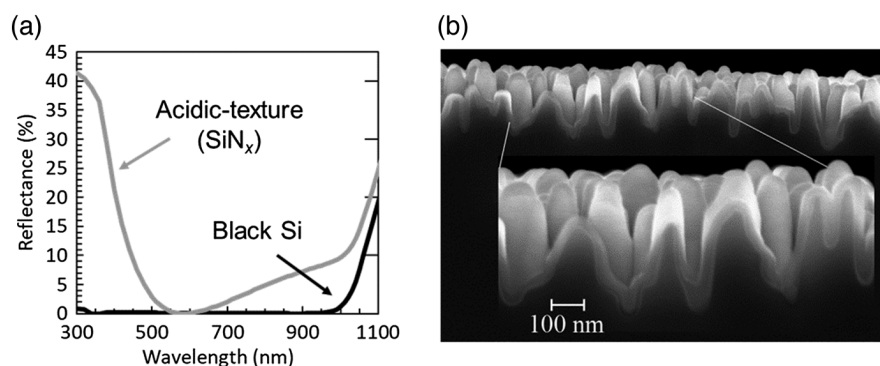 (a)
45
40
35
30
25
20
15
10
5
0
Reflectance (%)
Acidic-texture
(SiNx)
Black Si
300 500 700 900 1100
Wavelength (nm)
(b)
100 nm